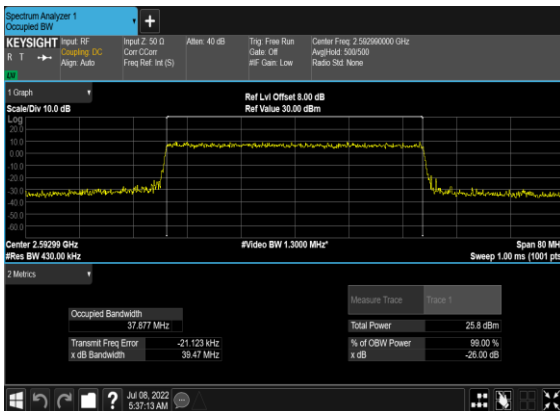 Spectrum Analyzer 1
Occupied BW
KEYSIGHT
R T
LV
Input: RF
Coupling: DC
Align: Auto
Input Z: 50 Ω
Corr CCorr
Freq Ref: Int (S)
Atten: 40 dB
Trig: Free Run
Gate: Off
#IF Gain: Low
Center Freq: 2.592990000 GHz
Avg|Hold: 500/500
Radio Std: None
1 Graph
Scale/Div 10.0 dB
Ref Lvl Offset 8.00 dB
Ref Value 30.00 dBm
Log
20.0
10.0
0.00
-10.0
-20.0
-30.0
-40.0
-50.0
-60.0
Center 2.59299 GHz
#Res BW 430.00 kHz
#Video BW 1.3000 MHz*
Span 80 MH
Sweep 1.00 ms (1001 pts
2 Metrics
Measure Trace Trace 1
Occupied Bandwidth
37.877 MHz
Total Power 25.8 dBm
Transmit Freq Error -21.123 kHz
x dB Bandwidth 39.47 MHz
% of OBW Power 99.00 %
x dB -26.00 dB
Jul 08, 2022
5:37:13 AM